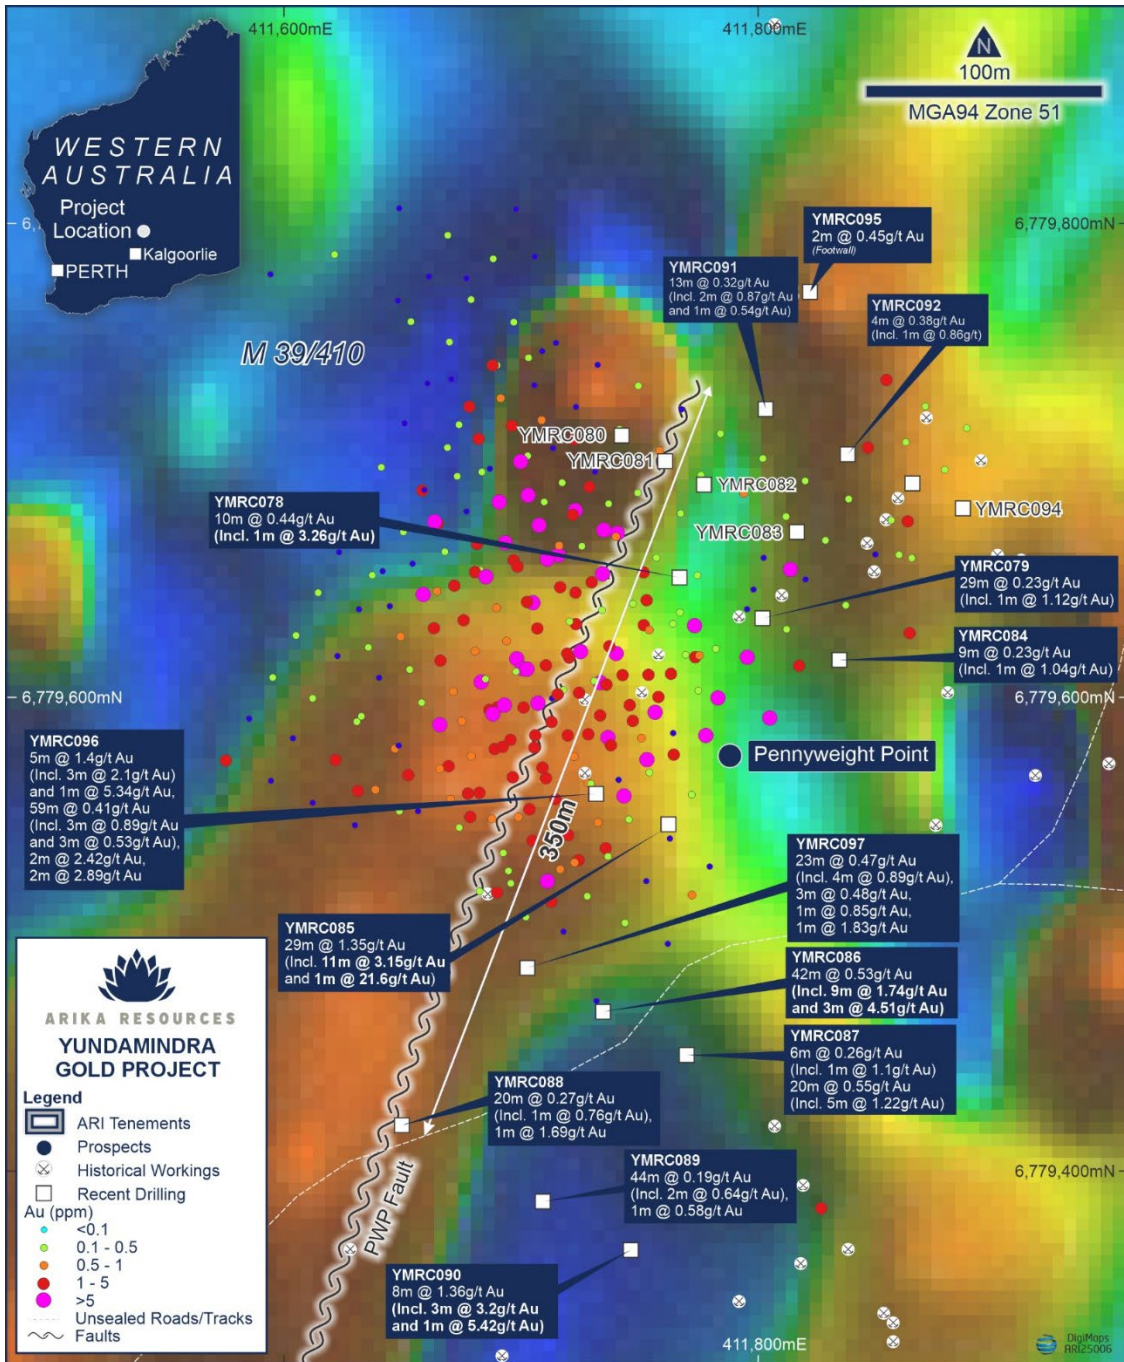 411,600mE
411,800mE
N
100m
MGA94 Zone 51
WESTERN
AUSTRALIA
Project
Location
Kalgoorlie
PERTH
6,779,800mN
YMRC095
2m @ 0.45g/t Au
(Footwall)
YMRC091
13m @ 0.32g/t Au
(Incl. 2m @ 0.87g/t Au
and 1m @ 0.54g/t Au)
YMRC092
4m @ 0.38g/t Au
(Incl. 1m @ 0.86g/t)
M 39/410
YMRC080
YMRC081
YMRC082
YMRC083
YMRC094
YMRC078
10m @ 0.44g/t Au
(Incl. 1m @ 3.26g/t Au)
YMRC079
29m @ 0.23g/t Au
(Incl. 1m @ 1.12g/t Au)
YMRC084
9m @ 0.23g/t Au
(Incl. 1m @ 1.04g/t Au)
6,779,600mN
6,779,600mN
YMRC096
5m @ 1.4g/t Au
(Incl. 3m @ 2.1g/t Au)
and 1m @ 5.34g/t Au,
59m @ 0.41g/t Au
(Incl. 3m @ 0.89g/t Au
and 3m @ 0.53g/t Au),
2m @ 2.42g/t Au,
2m @ 2.89g/t Au
Pennyweight Point
350m
YMRC097
23m @ 0.47g/t Au
(Incl. 4m @ 0.89g/t Au),
3m @ 0.48g/t Au,
1m @ 0.85g/t Au,
1m @ 1.83g/t Au
YMRC085
29m @ 1.35g/t Au
(Incl. 11m @ 3.15g/t Au
and 1m @ 21.6g/t Au)
YMRC086
42m @ 0.53g/t Au
(Incl. 9m @ 1.74g/t Au
and 3m @ 4.51g/t Au)
YMRC087
6m @ 0.26g/t Au
(Incl. 1m @ 1.1g/t Au)
20m @ 0.55g/t Au
(Incl. 5m @ 1.22g/t Au)
YMRC088
20m @ 0.27g/t Au
(Incl. 1m @ 0.76g/t Au),
1m @ 1.69g/t Au
YMRC089
44m @ 0.19g/t Au
(Incl. 2m @ 0.64g/t Au),
1m @ 0.58g/t Au
6,779,400mN
PWP Fault
YMRC090
8m @ 1.36g/t Au
(Incl. 3m @ 3.2g/t Au
and 1m @ 5.42g/t Au)
ARIKA RESOURCES
YUNDAMINDRA
GOLD PROJECT
Legend
ARI Tenements
Prospects
Historical Workings
Recent Drilling
Au (ppm)
<0.1
0.1 - 0.5
0.5 - 1
1 - 5
>5
Unsealed Roads/Tracks
Faults
411,800mE
DigiMaps
ARI25006